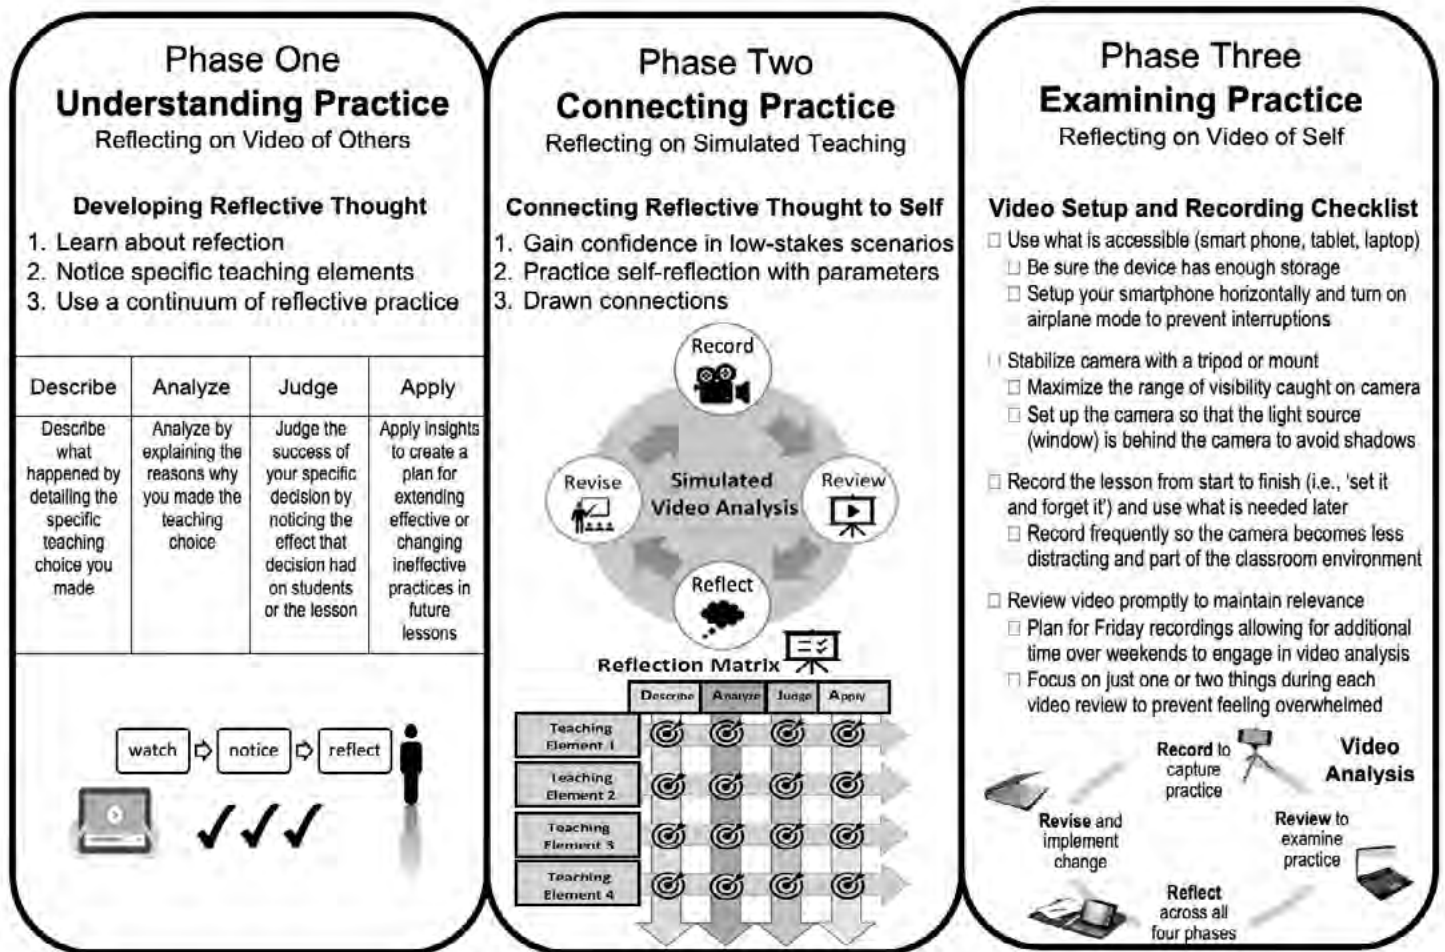 Phase One
Understanding Practice
Reflecting on Video of Others
Developing Reflective Thought
1. Learn about refection
2. Notice specific teaching elements
3. Use a continuum of reflective practice
Describe
Analyze
Judge
Apply
Describe
what
happened by
detailing the
specific
teaching
choice you
made
Analyze by
explaining the
reasons why
you made the
teaching
choice
Judge the
success of
your specific
decision by
noticing the
effect that
decision had
on students
or the lesson
Apply insights
to create a
plan for
extending
effective or
changing
ineffective
practices in
future
lessons
watch
notice
reflect
Phase Two
Connecting Practice
Reflecting on Simulated Teaching
Connecting Reflective Thought to Self
1. Gain confidence in low-stakes scenarios
2. Practice self-reflection with parameters
3. Drawn connections
Record
Revise
Simulated
Video Analysis
Review
Reflect
Reflection Matrix
Describe
Analyze
Judge
Apply
Teaching
Element 1
Teaching
Element 2
Teaching
Element 3
Teaching
Element 4
Phase Three
Examining Practice
Reflecting on Video of Self
Video Setup and Recording Checklist
Use what is accessible (smart phone, tablet, laptop)
Be sure the device has enough storage
Setup your smartphone horizontally and turn on
airplane mode to prevent interruptions
Stabilize camera with a tripod or mount
Maximize the range of visibility caught on camera
Set up the camera so that the light source
(window) is behind the camera to avoid shadows
Record the lesson from start to finish (i.e., 'set it
and forget it') and use what is needed later
Record frequently so the camera becomes less
distracting and part of the classroom environment
Review video promptly to maintain relevance
Plan for Friday recordings allowing for additional
time over weekends to engage in video analysis
Focus on just one or two things during each
video review to prevent feeling overwhelmed
Video
Analysis
Record to
capture
practice
Review to
examine
practice
Reflect
across all
four phases
Revise and
implement
change